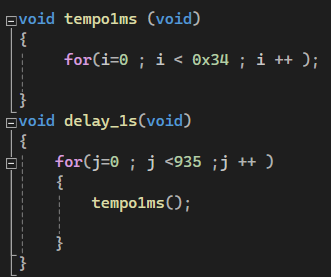 void tempo1ms (void)
{
for(i=0 ; i < 0x34 ; i ++ );
}
void delay_1s(void)
{
for(j=0 ; j <935 ;j ++ )
{
tempo1ms();
}
}